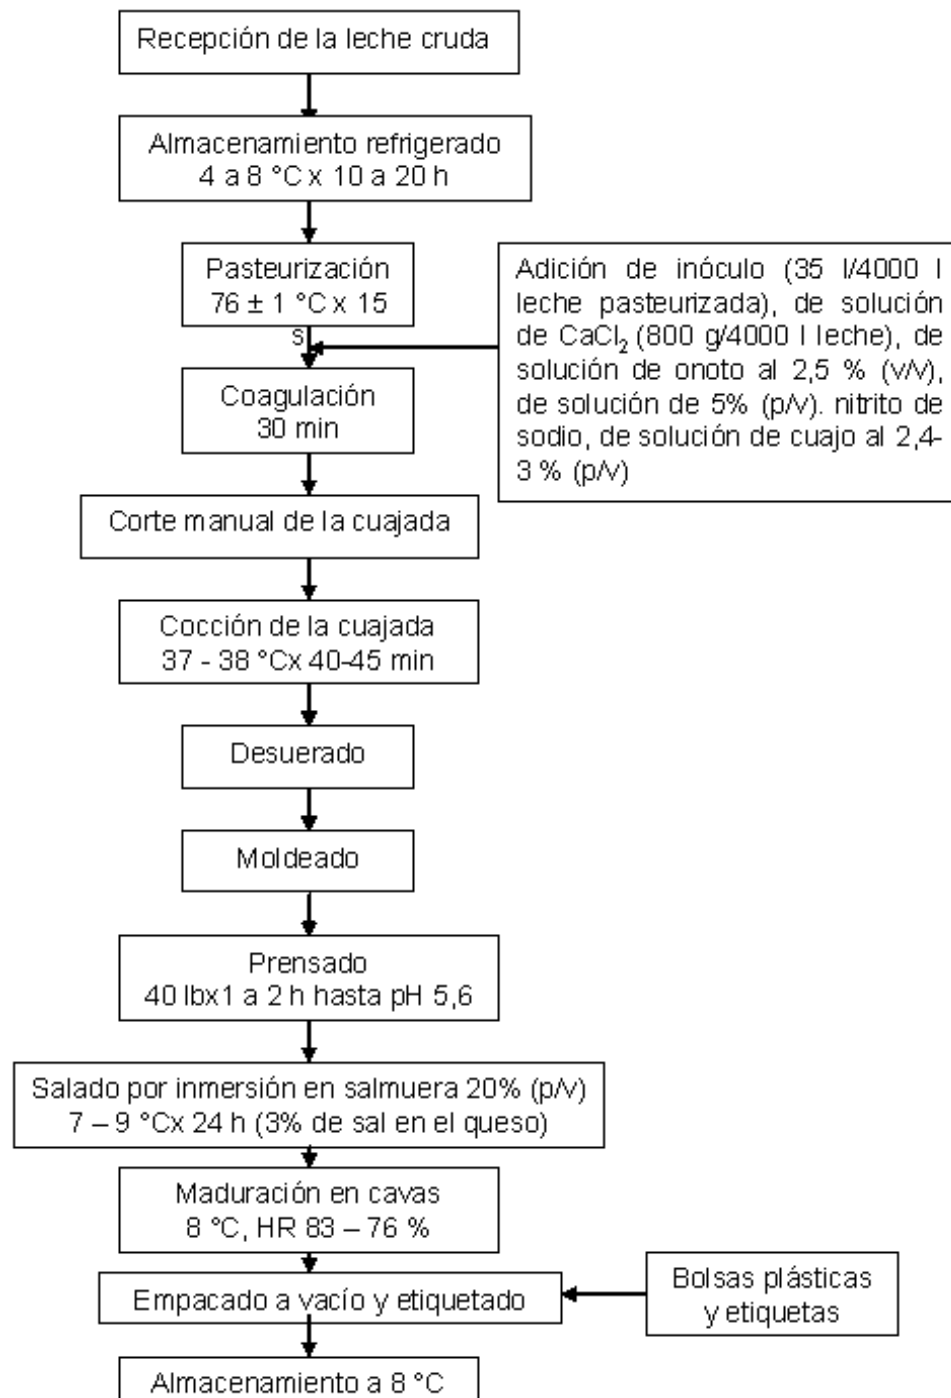 Recepción de la leche cruda
Almacenamiento refrigerado
4 a 8 °C x 10 a 20 h
Pasteurización
76 ± 1 °C x 15
s
Adición de inóculo (35 l/4000 l
leche pasteurizada), de solución
de CaCl₂ (800 g/4000 l leche), de
solución de onoto al 2,5 % (v/v),
de solución de 5% (p/v). nitrito de
sodio, de solución de cuajo al 2,4-
3 % (p/v)
Coagulación
30 min
Corte manual de la cuajada
Cocción de la cuajada
37 - 38 °Cx 40-45 min
Desuerado
Moldeado
Prensado
40 lbx1 a 2 h hasta pH 5,6
Salado por inmersión en salmuera 20% (p/v)
7 – 9 °Cx 24 h (3% de sal en el queso)
Maduración en cavas
8 °C, HR 83 – 76 %
Empacado a vacío y etiquetado
Bolsas plásticas
y etiquetas
Almacenamiento a 8 °C